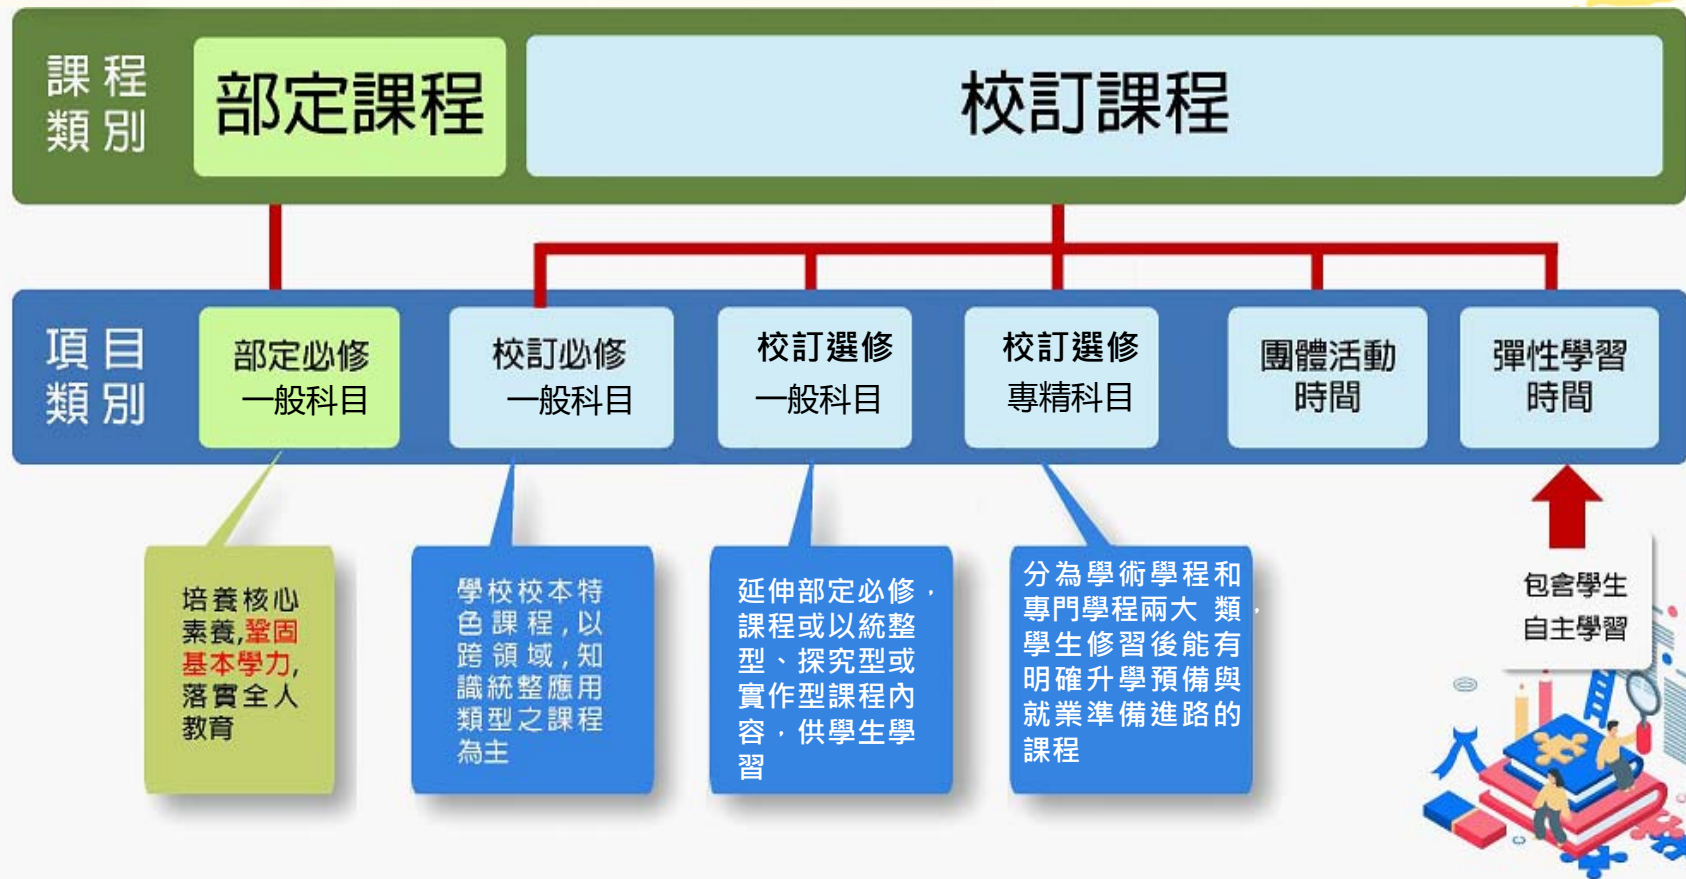 課程
類別
部定課程
校訂課程
項目
類別
部定必修
一般科目
校訂必修
一般科目
校訂選修
一般科目
校訂選修
專精科目
團體活動
時間
彈性學習
時間
培養核心
素養,鞏固
基本學力,
落實全人
教育
學校校本特
色課程,以
跨領域,知
識統整應用
類型之課程
為主
延伸部定必修，
課程或以統整
型、探究型或
實作型課程內
容，供學生學
習
分為學術學程和
專門學程兩大 類，
學生修習後能有
明確升學預備與
就業準備進路的
課程
包含學生
自主學習